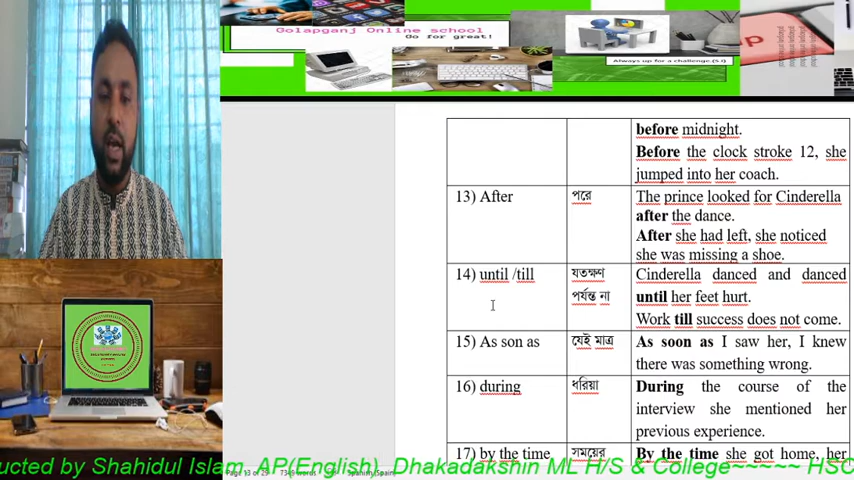 Golapganj Online school
Go for great!
Always up for a challenge.(S.I)
before midnight.
Before the clock stroke 12, she
jumped into her coach.
13) After
পরে
The prince looked for Cinderella
after the dance.
After she had left, she noticed
she was missing a shoe.
14) until /till
যতক্ষণ
পর্যন্ত না
Cinderella danced and danced
until her feet hurt.
Work till success does not come.
15) As son as
যেই মাত্র
As soon as I saw her, I knew
there was something wrong.
16) during
ধরিয়া
During the course of the
interview she mentioned her
previous experience.
17) by the time
সময়ের
By the time she got home, her
ucted by Shahidul Islam, AP(English), Dhakadakshin ML H/S & College~~~~~ HSC